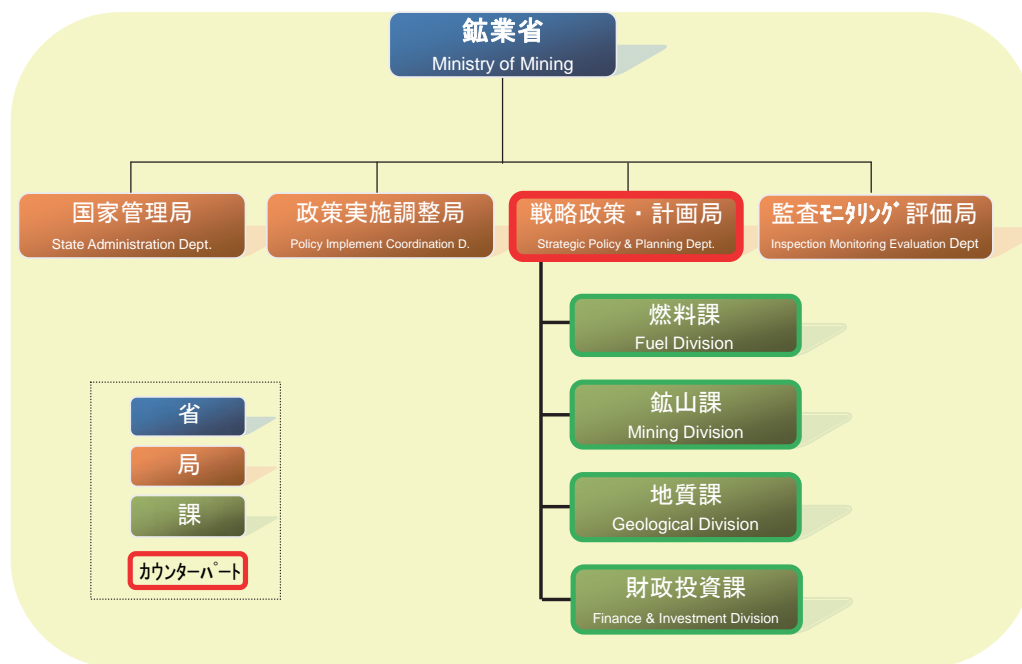 鉱業省
Ministry of Mining
国家管理局
State Administration Dept.
政策実施調整局
Policy Implement Coordination D.
戦略政策・計画局
Strategic Policy & Planning Dept.
監査ﾓﾆﾀﾘﾝｸﾞ評価局
Inspection Monitoring Evaluation Dept
燃料課
Fuel Division
鉱山課
Mining Division
地質課
Geological Division
財政投資課
Finance & Investment Division
省
局
課
ｶｳﾝﾀｰﾊﾟｰﾄ